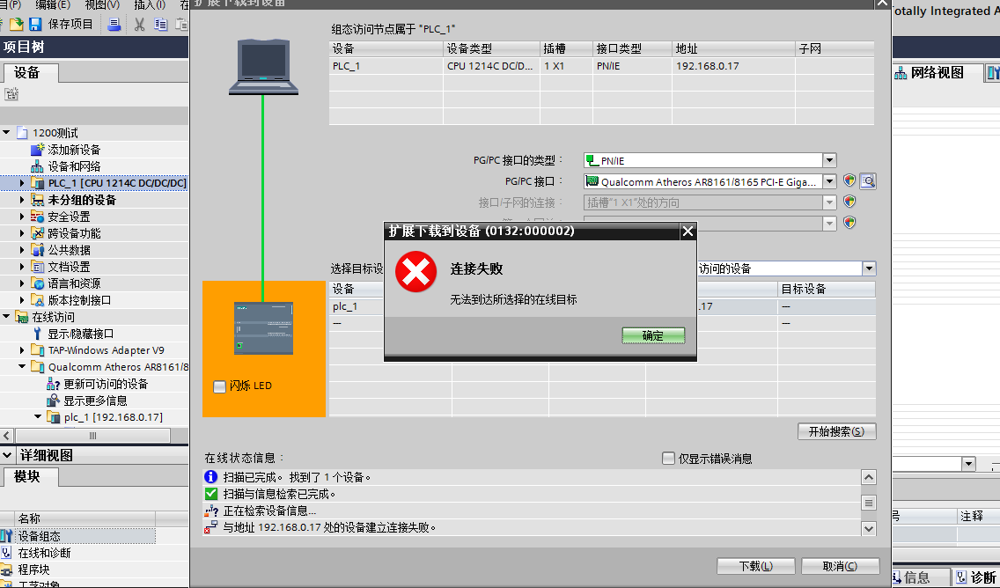 目(P) 编辑(E) 视图(V) 插入(I) 在
扩展下载到设备
otally Integrated A
保存项目
项目树
设备
1200测试
添加新设备
设备和网络
PLC_1 [CPU 1214C DC/DC/DC]
未分组的设备
安全设置
跨设备功能
公共数据
文档设置
语言和资源
版本控制接口
在线访问
显示/隐藏接口
TAP-Windows Adapter V9
Qualcomm Atheros AR8161/8
更新可访问的设备
显示更多信息
plc_1 [192.168.0.17]
详细视图
模块
名称
设备组态
在线和诊断
程序块
工艺对象
组态访问节点属于 "PLC_1"
设备 设备类型 插槽 接口类型 地址 子网
PLC_1 CPU 1214C DC/D... 1 X1 PN/IE 192.168.0.17
PG/PC 接口的类型：
PN/IE
PG/PC 接口：
Qualcomm Atheros AR8161/8165 PCI-E Giga...
接口/子网的连接：
插槽"1 X1"处的方向
选择目标设
访问的设备
设备
目标设备
plc_1
.17
—
—
—
扩展下载到设备 (0132:000002)
连接失败
无法到达所选择的在线目标
确定
闪烁 LED
开始搜索(S)
在线状态信息：
仅显示错误消息
扫描已完成。 找到了 1 个设备。
扫描与信息检索已完成。
正在检索设备信息...
与地址 192.168.0.17 处的设备建立连接失败。
下载(L)
取消(C)
网络视图
号
注释
信息
诊断